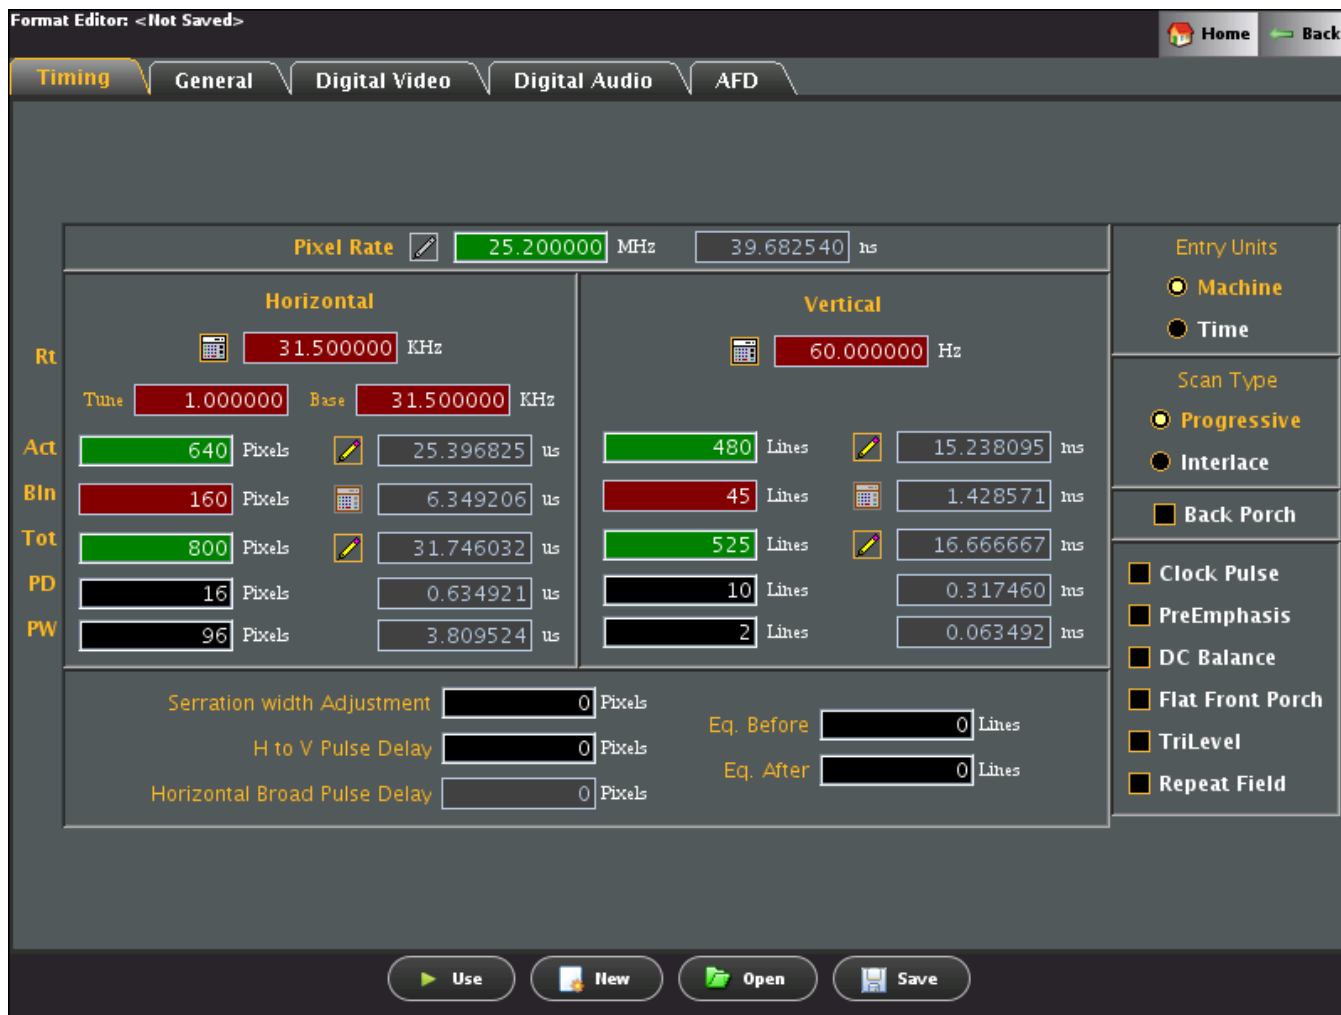 Format Editor: <Not Saved>
Home
Back
Timing
General
Digital Video
Digital Audio
AFD
Pixel Rate 25.200000 MHz 39.682540 ns
Horizontal
Vertical
Rt 31.500000 KHz 60.000000 Hz
Tune 1.000000 Base 31.500000 KHz
Act 640 Pixels 25.396825 us 480 Lines 15.238095 ms
Bln 160 Pixels 6.349206 us 45 Lines 1.428571 ms
Tot 800 Pixels 31.746032 us 525 Lines 16.666667 ms
PD 16 Pixels 0.634921 us 10 Lines 0.317460 ms
PW 96 Pixels 3.809524 us 2 Lines 0.063492 ms
Serration width Adjustment 0 Pixels
H to V Pulse Delay 0 Pixels
Horizontal Broad Pulse Delay 0 Pixels
Eq. Before 0 Lines
Eq. After 0 Lines
Entry Units
Machine
Time
Scan Type
Progressive
Interlace
Back Porch
Clock Pulse
PreEmphasis
DC Balance
Flat Front Porch
TriLevel
Repeat Field
Use
New
Open
Save